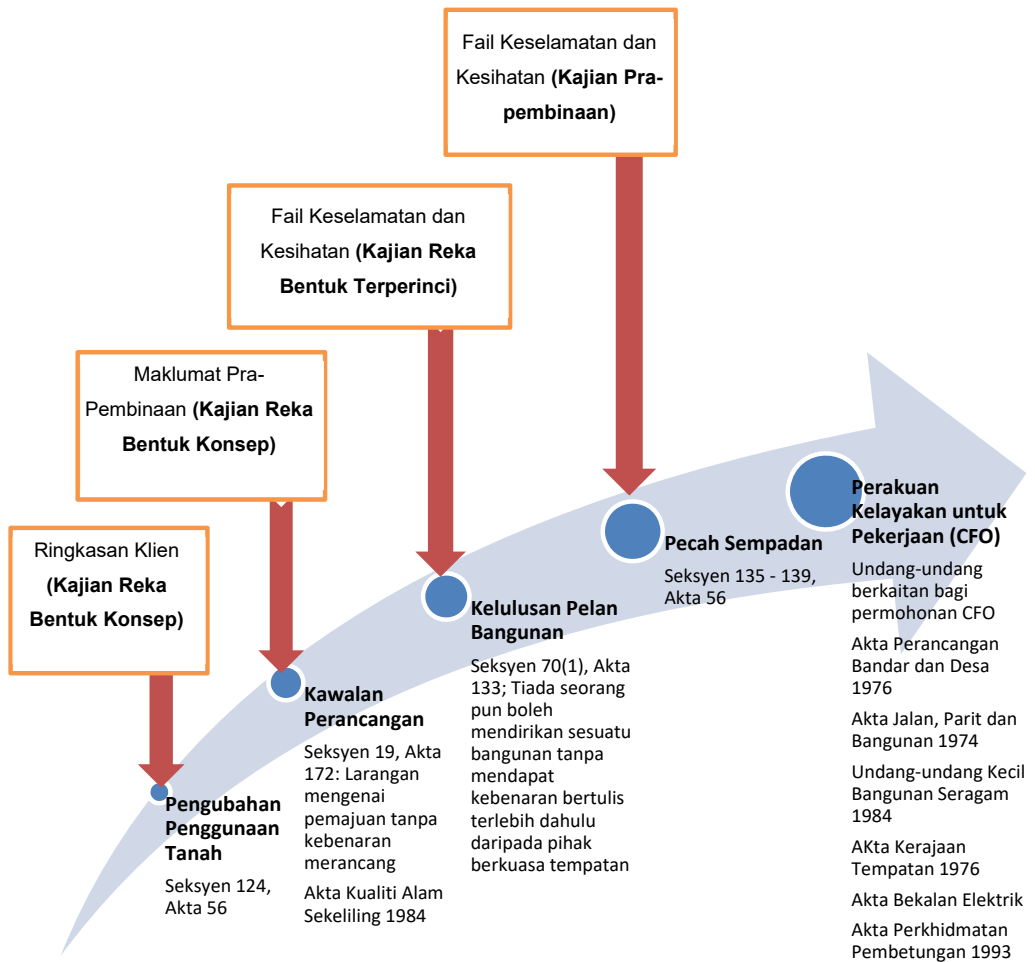 Fail Keselamatan dan
Kesihatan (Kajian Pra-
pembinaan)
Fail Keselamatan dan
Kesihatan (Kajian Reka
Bentuk Terperinci)
Maklumat Pra-
Pembinaan (Kajian Reka
Bentuk Konsep)
Ringkasan Klien
(Kajian Reka
Bentuk Konsep)
Pengubahan
Penggunaan
Tanah
Seksyen 124,
Akta 56
Kawalan
Perancangan
Seksyen 19, Akta
172: Larangan
mengenai
pemajuan tanpa
kebenaran
merancang
Akta Kualiti Alam
Sekeliling 1984
Kelulusan Pelan
Bangunan
Seksyen 70(1), Akta
133; Tiada seorang
pun boleh
mendirikan sesuatu
bangunan tanpa
mendapat
kebenaran bertulis
terlebih dahulu
daripada pihak
berkuasa tempatan
Pecah Sempadan
Seksyen 135 - 139,
Akta 56
Perakuan
Kelayakan untuk
Pekerjaan (CFO)
Undang-undang
berkaitan bagi
permohonan CFO
Akta Perancangan
Bandar dan Desa
1976
Akta Jalan, Parit dan
Bangunan 1974
Undang-undang Kecil
Bangunan Seragam
1984
AKta Kerajaan
Tempatan 1976
Akta Bekalan Elektrik
Akta Perkhidmatan
Pembetungan 1993